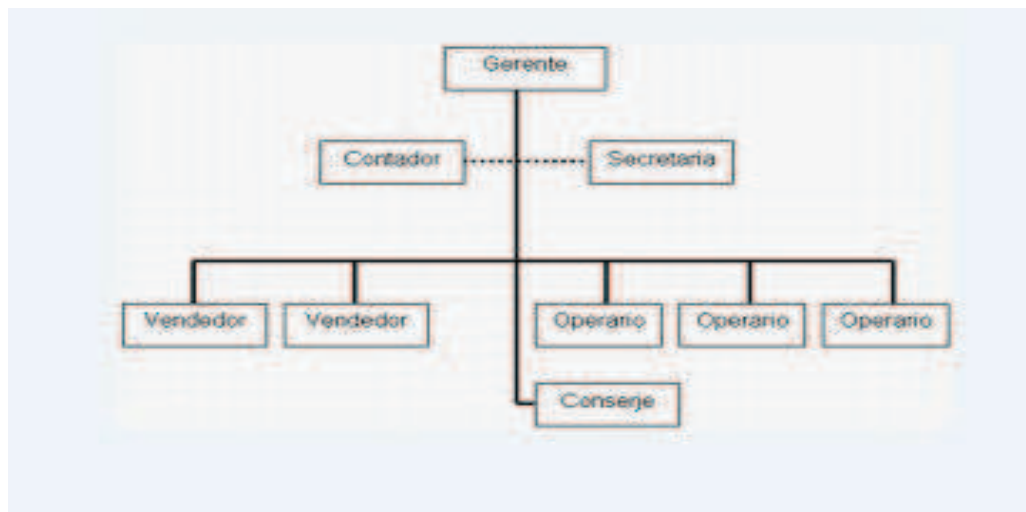 Gerente
Contador
Secretaria
Vendedor
Vendedor
Operario
Operario
Operario
Conserje